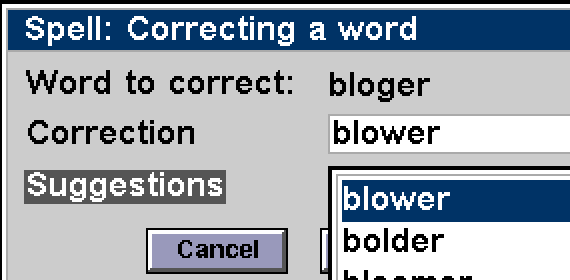 Spell: Correcting a word
Word to correct: bloger
Correction blower
Suggestions
blower
bolder
Cancel